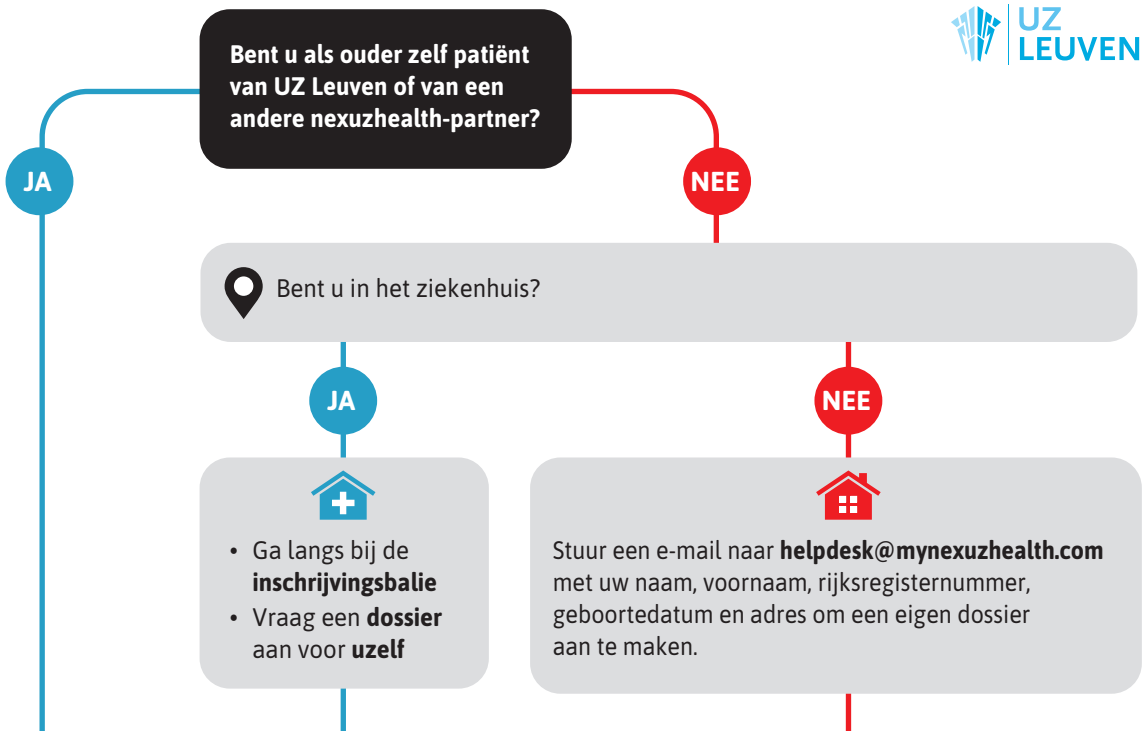 UZ
LEUVEN
Bent u als ouder zelf patiënt
van UZ Leuven of van een
andere nexuzhealth-partner?
JA
NEE
Bent u in het ziekenhuis?
JA
NEE
• Ga langs bij de
inschrijvingsbalie
• Vraag een dossier
aan voor uzelf
Stuur een e-mail naar helpdesk@mynexuzhealth.com
met uw naam, voornaam, rijksregisternummer,
geboortedatum en adres om een eigen dossier
aan te maken.